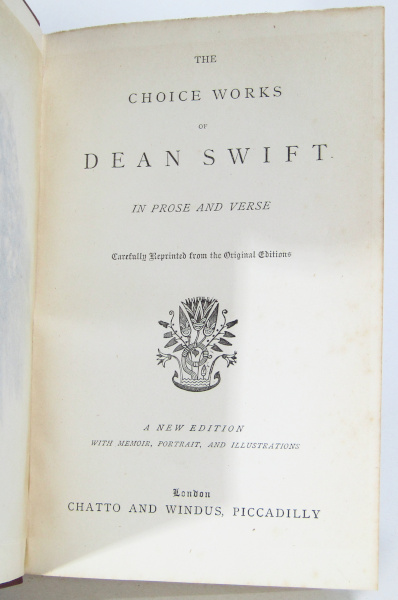 THE
CHOICE WORKS
OF
DEAN SWIFT.
IN PROSE AND VERSE
Carefully Reprinted from the Original Editions
A NEW EDITION
WITH MEMOIR, PORTRAIT, AND ILLUSTRATIONS
London
CHATTO AND WINDUS, PICCADILLY